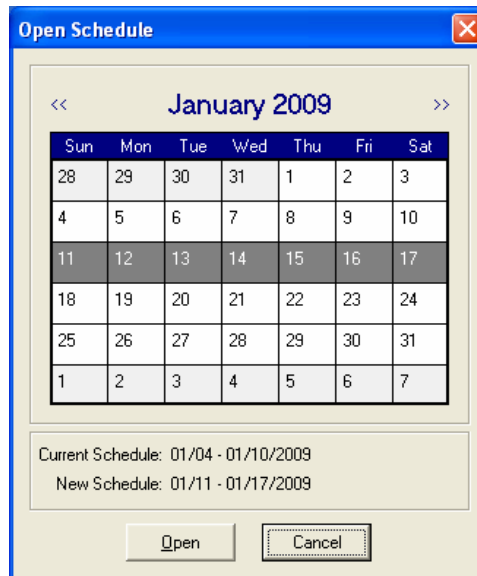 Open Schedule
<< January 2009 >>
Sun Mon Tue Wed Thu Fri Sat
28 29 30 31 1 2 3
4 5 6 7 8 9 10
11 12 13 14 15 16 17
18 19 20 21 22 23 24
25 26 27 28 29 30 31
1 2 3 4 5 6 7
Current Schedule: 01/04 - 01/10/2009
New Schedule: 01/11 - 01/17/2009
Open Cancel